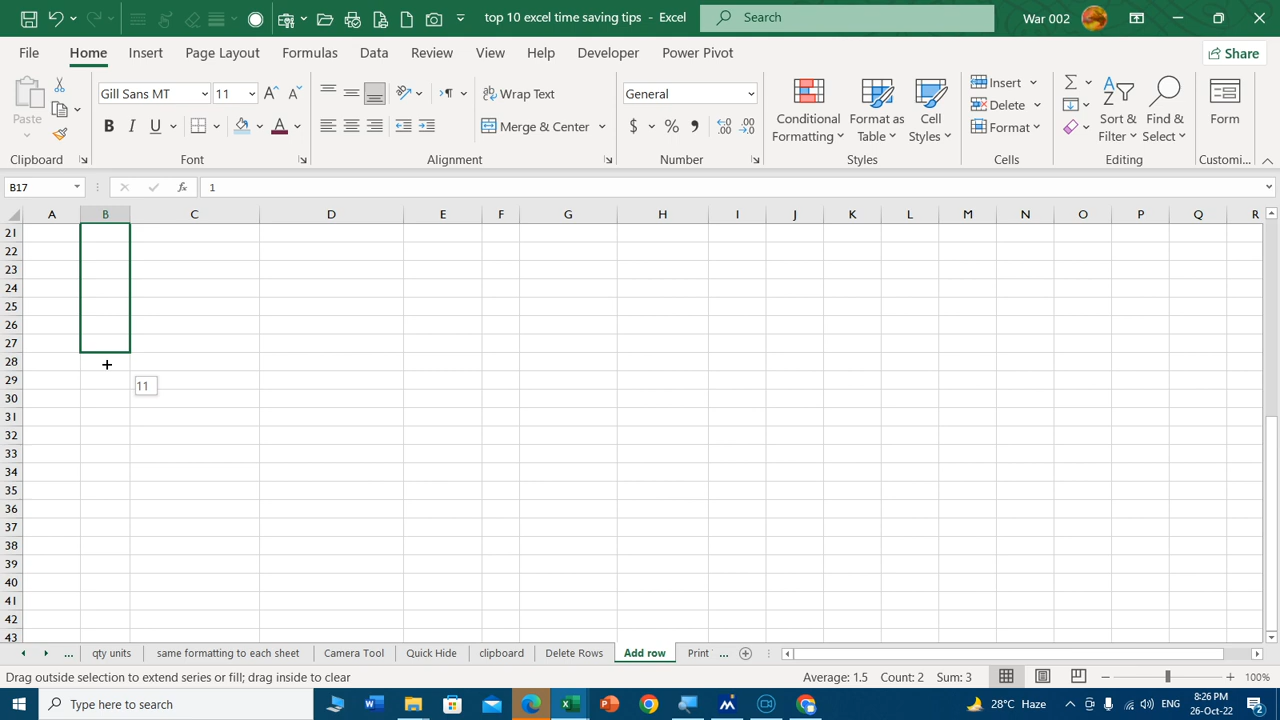 top 10 excel time saving tips - Excel
Search
War 002
File Home Insert Page Layout Formulas Data Review View Help Developer Power Pivot
Share
Paste
Clipboard
Gill Sans MT
11
B I U
Font
Wrap Text
Merge & Center
Alignment
General
$ % ,
Number
Conditional Formatting
Format as Table
Cell Styles
Styles
Insert
Delete
Format
Cells
Sort & Filter
Find & Select
Editing
Form
Customi...
B17
fx
1
A B C D E F G H I J K L M N O P Q R
21
22
23
24
25
26
27
28
29
30
31
32
33
34
35
36
37
38
39
40
41
42
43
11
... qty units same formatting to each sheet Camera Tool Quick Hide clipboard Delete Rows Add row Print ...
Drag outside selection to extend series or fill; drag inside to clear
Average: 1.5 Count: 2 Sum: 3
100%
Type here to search
28°C Haze
ENG
8:26 PM
26-Oct-22